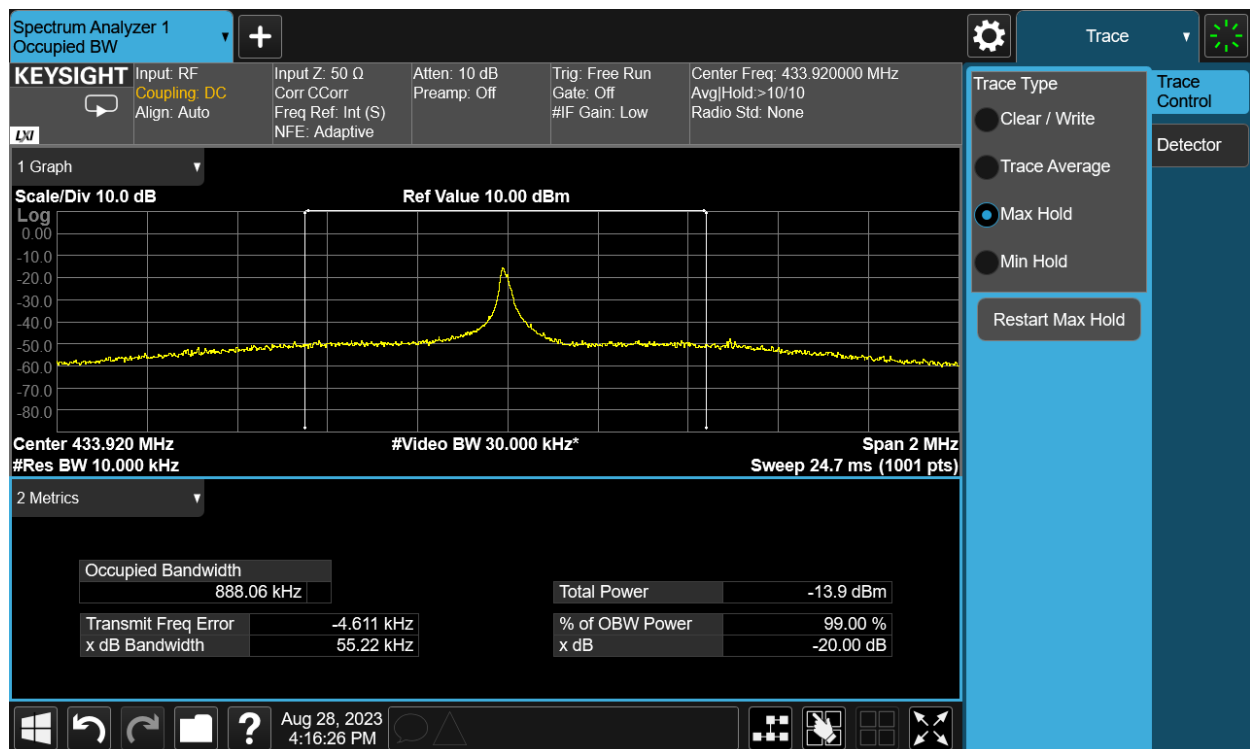 Spectrum Analyzer 1
Occupied BW
+
Trace
KEYSIGHT
LXI
Input: RF
Coupling: DC
Align: Auto
Input Z: 50 Ω
Corr CCorr
Freq Ref: Int (S)
NFE: Adaptive
Atten: 10 dB
Preamp: Off
Trig: Free Run
Gate: Off
#IF Gain: Low
Center Freq: 433.920000 MHz
Avg|Hold:>10/10
Radio Std: None
1 Graph
Scale/Div 10.0 dB
Ref Value 10.00 dBm
Log
0.00
-10.0
-20.0
-30.0
-40.0
-50.0
-60.0
-70.0
-80.0
Center 433.920 MHz
#Video BW 30.000 kHz*
Span 2 MHz
#Res BW 10.000 kHz
Sweep 24.7 ms (1001 pts)
2 Metrics
Occupied Bandwidth
888.06 kHz
Total Power -13.9 dBm
Transmit Freq Error -4.611 kHz
% of OBW Power 99.00 %
x dB Bandwidth 55.22 kHz
x dB -20.00 dB
Trace Type
Clear / Write
Trace Average
Max Hold
Min Hold
Restart Max Hold
Trace
Control
Detector
?
Aug 28, 2023
4:16:26 PM